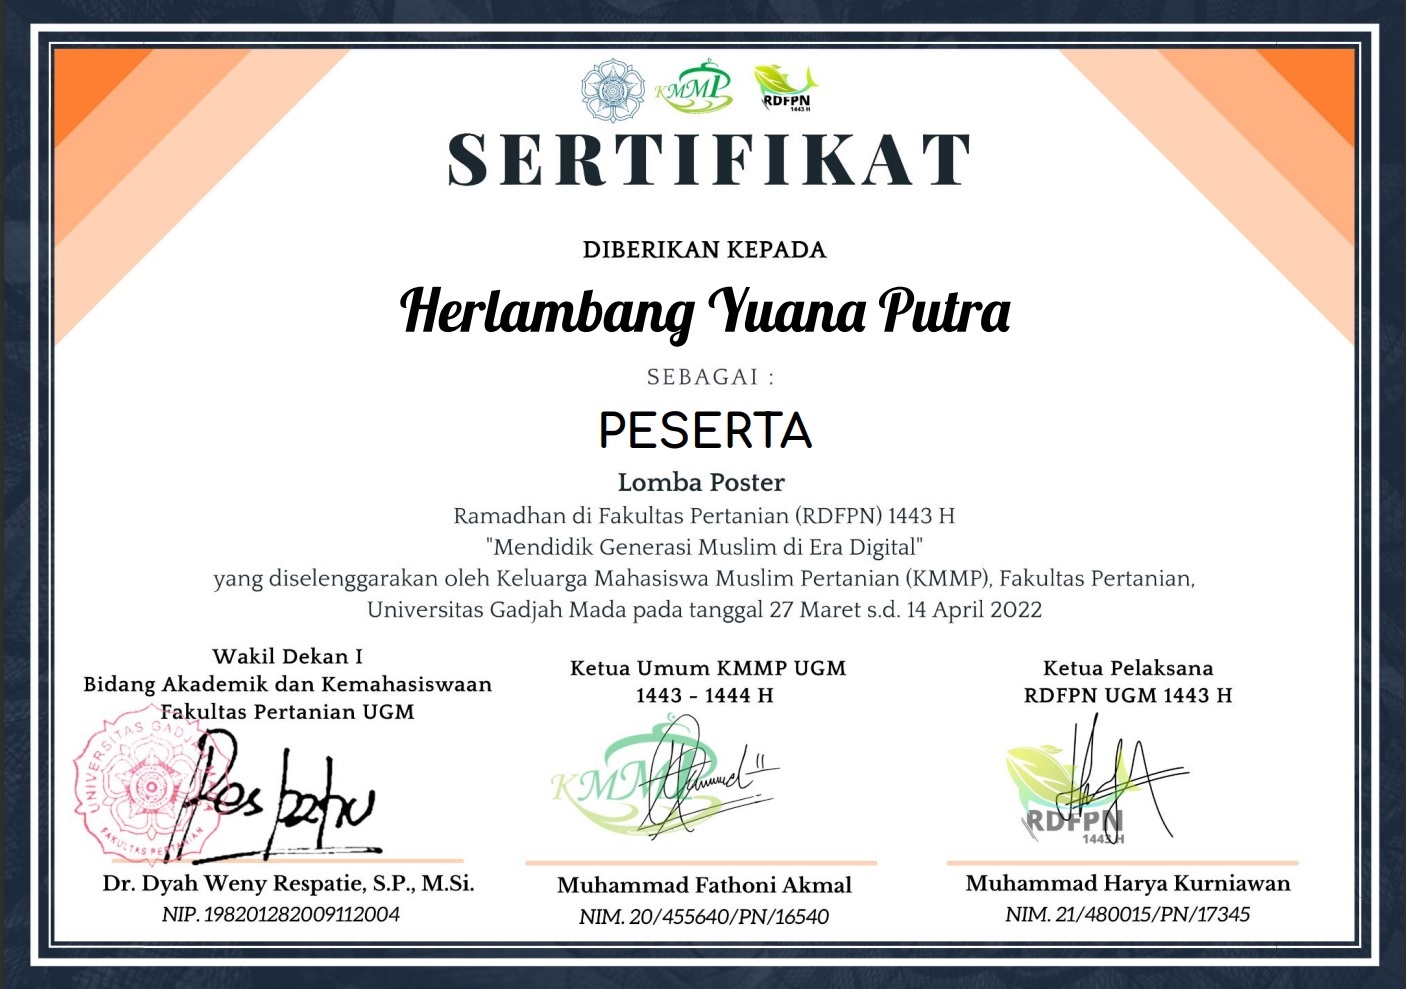 KMMP
RDFPN
1443 H
SERTIFIKAT
DIBERIKAN KEPADA
Herlambang Yuana Putra
SEBAGAI :
PESERTA
Lomba Poster
Ramadhan di Fakultas Pertanian (RDFPN) 1443 H
"Mendidik Generasi Muslim di Era Digital"
yang diselenggarakan oleh Keluarga Mahasiswa Muslim Pertanian (KMMP), Fakultas Pertanian,
Universitas Gadjah Mada pada tanggal 27 Maret s.d. 14 April 2022
Wakil Dekan I
Bidang Akademik dan Kemahasiswaan
Fakultas Pertanian UGM
UNIVERSITAS GADJAH MADA
FAKULTAS PERTANIAN
Respatie
Dr. Dyah Weny Respatie, S.P., M.Si.
NIP. 198201282009112004
Ketua Umum KMMP UGM
1443 - 1444 H
KMMP
Muhammad Fathoni Akmal
NIM. 20/455640/PN/16540
Ketua Pelaksana
RDFPN UGM 1443 H
RDFPN
1443 H
Muhammad Harya Kurniawan
NIM. 21/480015/PN/17345